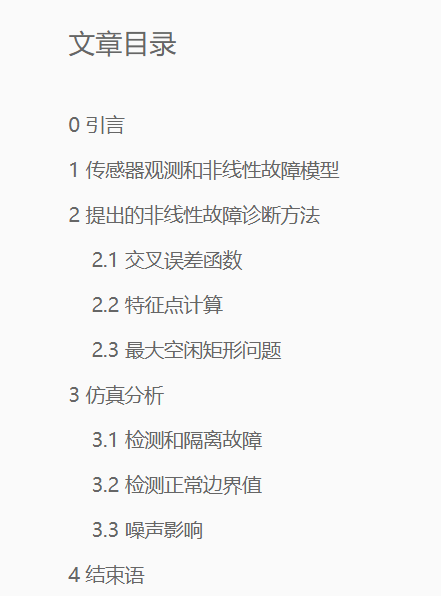 文章目录
0 引言
1 传感器观测和非线性故障模型
2 提出的非线性故障诊断方法
2.1 交叉误差函数
2.2 特征点计算
2.3 最大空闲矩形问题
3 仿真分析
3.1 检测和隔离故障
3.2 检测正常边界值
3.3 噪声影响
4 结束语